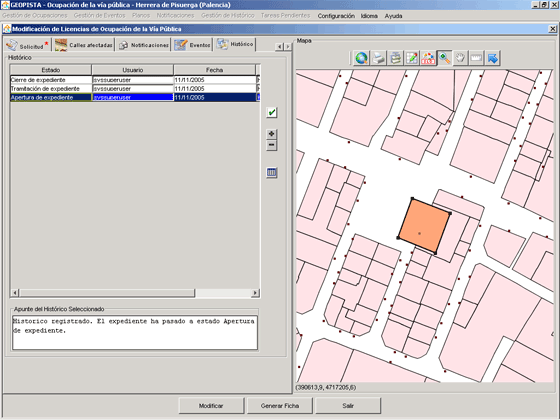 GEOPISTA - Ocupación de la vía pública - Herrera de Pisuerga (Palencia)
Gestión de Ocupaciones Gestión de Eventos Planos Notificaciones Gestión de Histórico Tareas Pendientes Configuración Idioma Ayuda
Modificación de Licencias de Ocupación de la Vía Pública
Solicitud * Calles afectadas Notificaciones Eventos Histórico
Histórico
Estado Usuario Fecha
Cierre de expediente syssuperuser 11/11/2005
Tramitación de expediente syssuperuser 11/11/2005
Apertura de expediente syssuperuser 11/11/2005
Apunte del Histórico Seleccionado
Historico registrado. El expediente ha pasado a estado Apertura
de expediente.
Mapa
(390613,9, 4717205,6)
Modificar Generar Ficha Salir